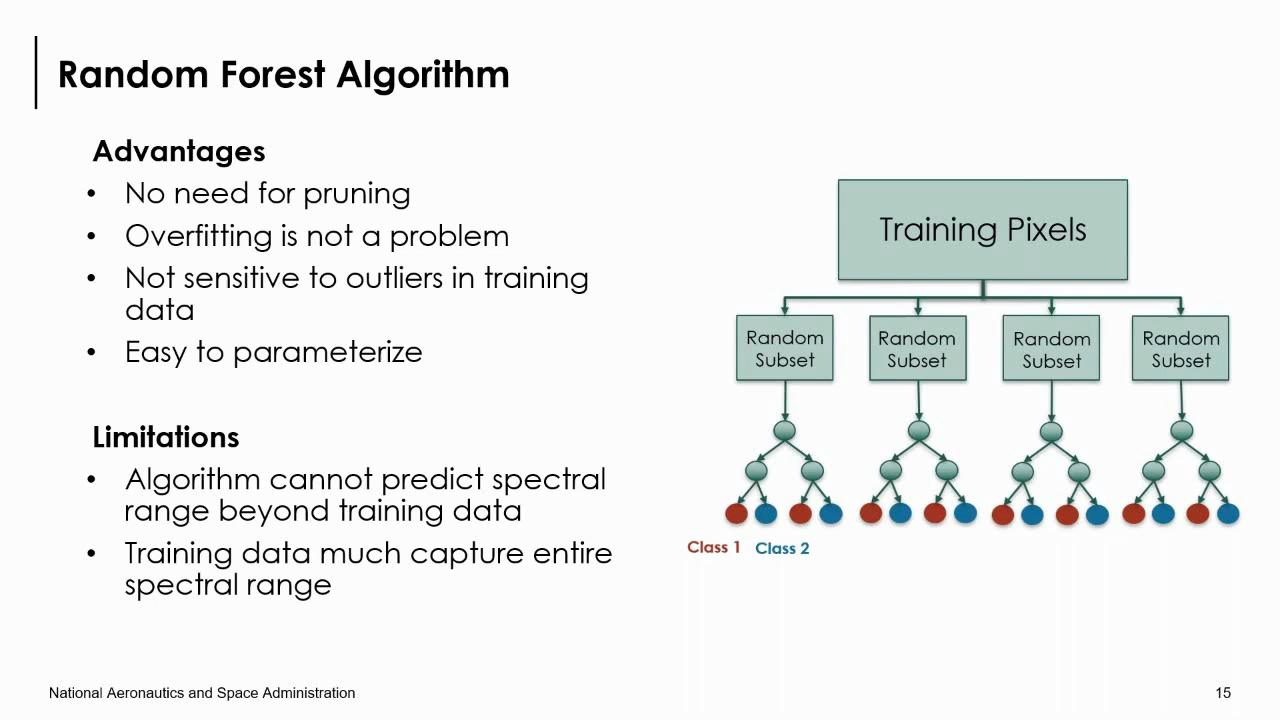 Random Forest Algorithm
Advantages
• No need for pruning
• Overfitting is not a problem
• Not sensitive to outliers in training
data
• Easy to parameterize
Limitations
• Algorithm cannot predict spectral
range beyond training data
• Training data much capture entire
spectral range
Training Pixels
Random
Subset
Random
Subset
Random
Subset
Random
Subset
Class 1
Class 2
National Aeronautics and Space Administration
15